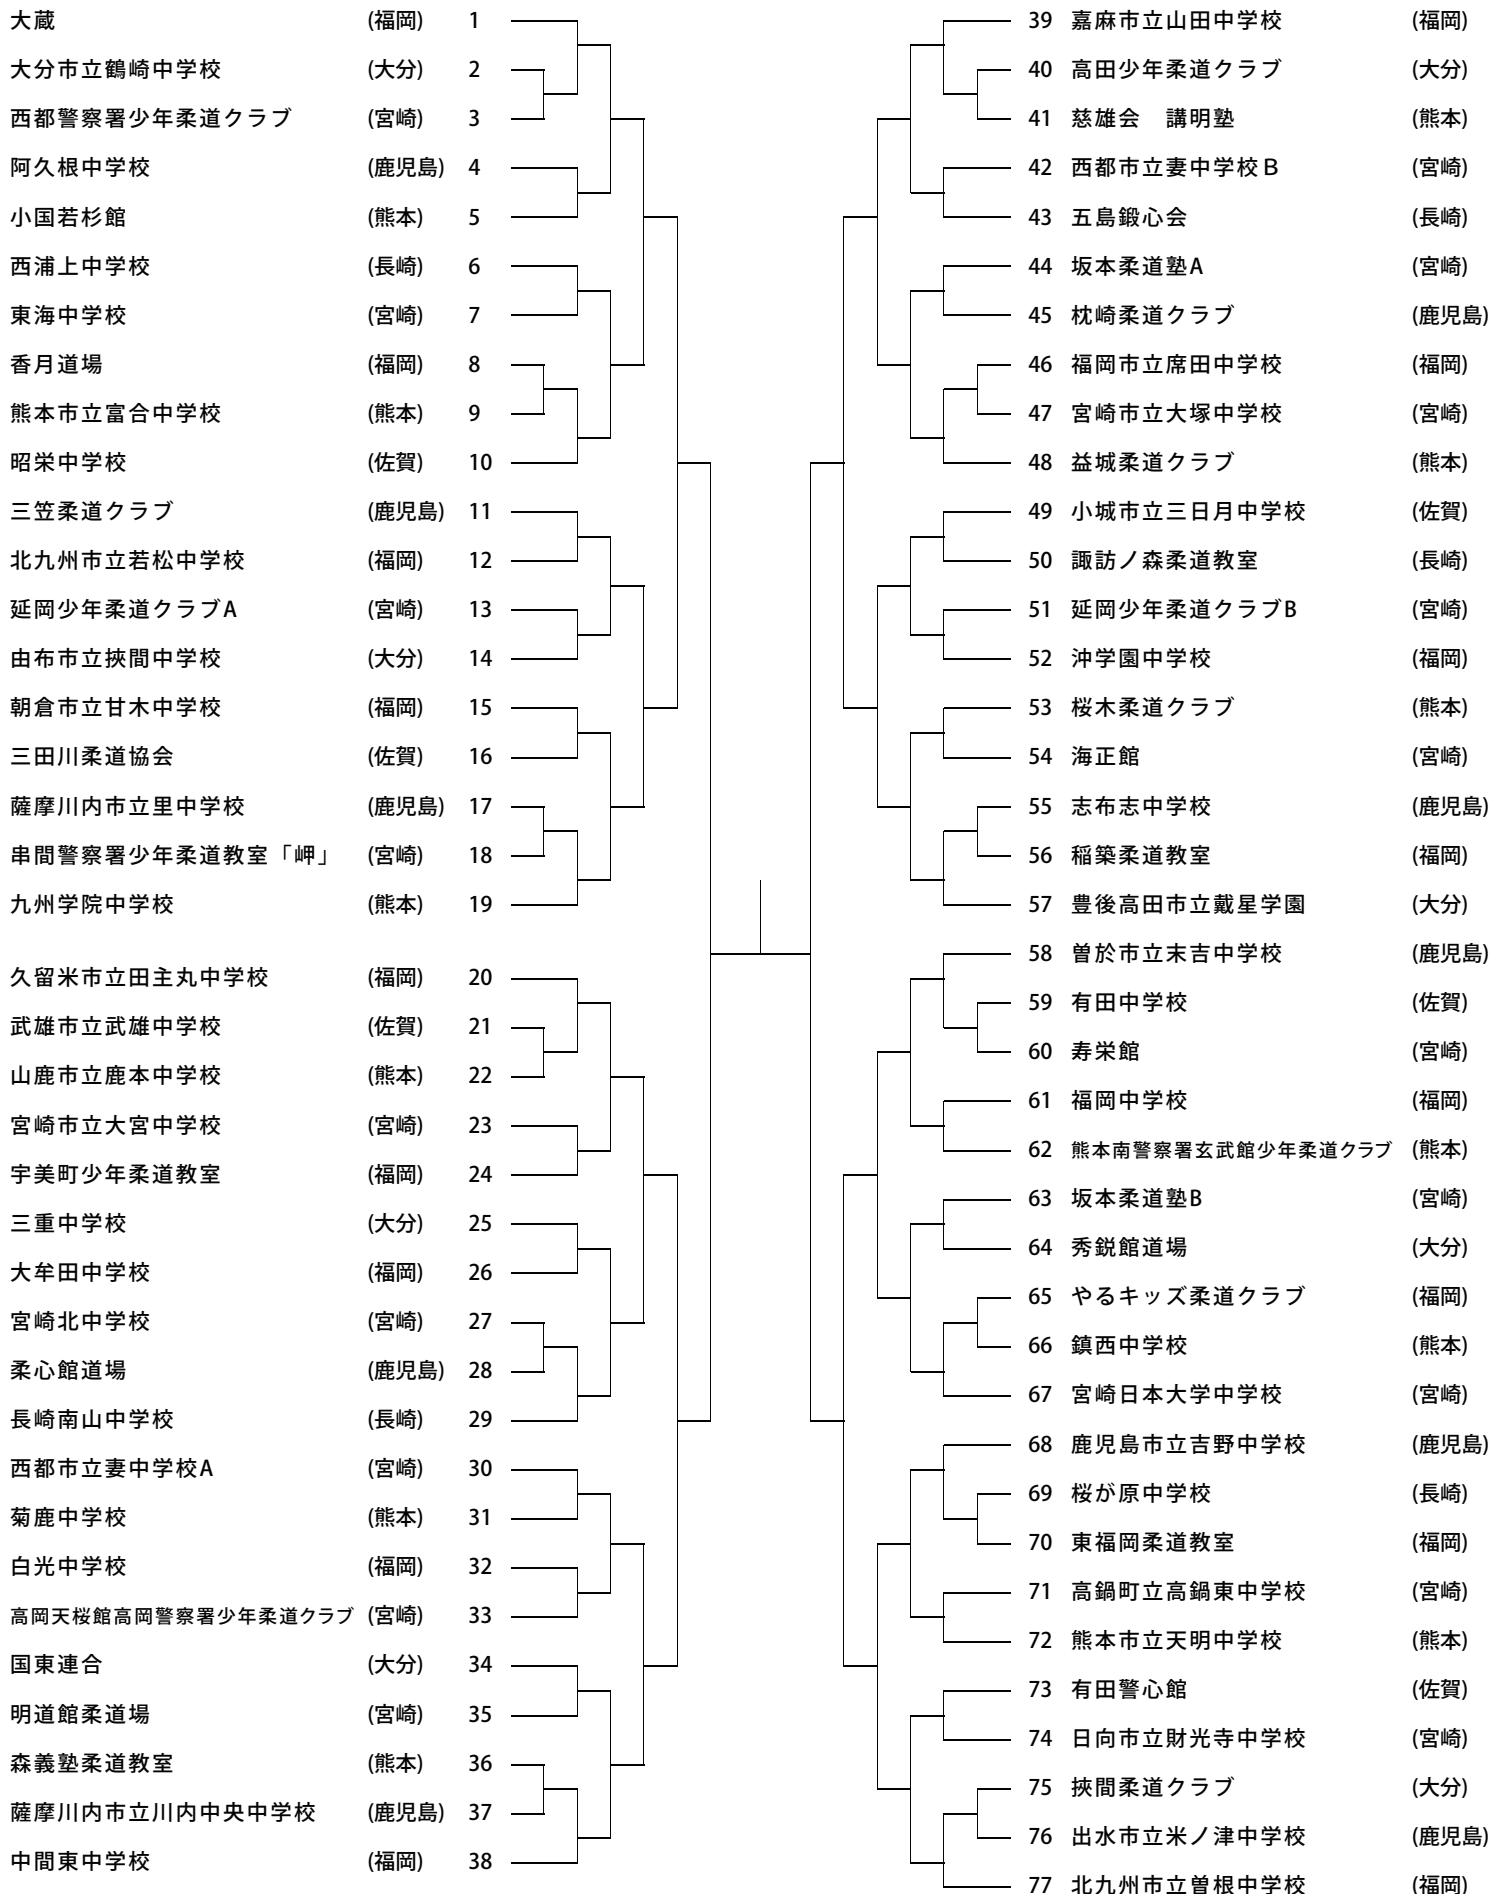 大蔵 (福岡) 1
大分市立鶴崎中学校 (大分) 2
西都警察署少年柔道クラブ (宮崎) 3
阿久根中学校 (鹿児島) 4
小国若杉館 (熊本) 5
西浦上中学校 (長崎) 6
東海中学校 (宮崎) 7
香月道場 (福岡) 8
熊本市立富合中学校 (熊本) 9
昭栄中学校 (佐賀) 10
三笠柔道クラブ (鹿児島) 11
北九州市立若松中学校 (福岡) 12
延岡少年柔道クラブA (宮崎) 13
由布市立挾間中学校 (大分) 14
朝倉市立甘木中学校 (福岡) 15
三田川柔道協会 (佐賀) 16
薩摩川内市立里中学校 (鹿児島) 17
串間警察署少年柔道教室「岬」 (宮崎) 18
九州学院中学校 (熊本) 19
久留米市立田主丸中学校 (福岡) 20
武雄市立武雄中学校 (佐賀) 21
山鹿市立鹿本中学校 (熊本) 22
宮崎市立大宮中学校 (宮崎) 23
宇美町少年柔道教室 (福岡) 24
三重中学校 (大分) 25
大牟田中学校 (福岡) 26
宮崎北中学校 (宮崎) 27
柔心館道場 (鹿児島) 28
長崎南山中学校 (長崎) 29
西都市立妻中学校A (宮崎) 30
菊鹿中学校 (熊本) 31
白光中学校 (福岡) 32
高岡天桜館高岡警察署少年柔道クラブ (宮崎) 33
国東連合 (大分) 34
明道館柔道場 (宮崎) 35
森義塾柔道教室 (熊本) 36
薩摩川内市立川内中央中学校 (鹿児島) 37
中間東中学校 (福岡) 38
39 嘉麻市立山田中学校 (福岡)
40 高田少年柔道クラブ (大分)
41 慈雄会　講明塾 (熊本)
42 西都市立妻中学校Ｂ (宮崎)
43 五島鍛心会 (長崎)
44 坂本柔道塾A (宮崎)
45 枕崎柔道クラブ (鹿児島)
46 福岡市立席田中学校 (福岡)
47 宮崎市立大塚中学校 (宮崎)
48 益城柔道クラブ (熊本)
49 小城市立三日月中学校 (佐賀)
50 諏訪ノ森柔道教室 (長崎)
51 延岡少年柔道クラブB (宮崎)
52 沖学園中学校 (福岡)
53 桜木柔道クラブ (熊本)
54 海正館 (宮崎)
55 志布志中学校 (鹿児島)
56 稲築柔道教室 (福岡)
57 豊後高田市立戴星学園 (大分)
58 曽於市立末吉中学校 (鹿児島)
59 有田中学校 (佐賀)
60 寿栄館 (宮崎)
61 福岡中学校 (福岡)
62 熊本南警察署玄武館少年柔道クラブ (熊本)
63 坂本柔道塾B (宮崎)
64 秀鋭館道場 (大分)
65 やるキッズ柔道クラブ (福岡)
66 鎮西中学校 (熊本)
67 宮崎日本大学中学校 (宮崎)
68 鹿児島市立吉野中学校 (鹿児島)
69 桜が原中学校 (長崎)
70 東福岡柔道教室 (福岡)
71 高鍋町立高鍋東中学校 (宮崎)
72 熊本市立天明中学校 (熊本)
73 有田警心館 (佐賀)
74 日向市立財光寺中学校 (宮崎)
75 挾間柔道クラブ (大分)
76 出水市立米ノ津中学校 (鹿児島)
77 北九州市立曽根中学校 (福岡)